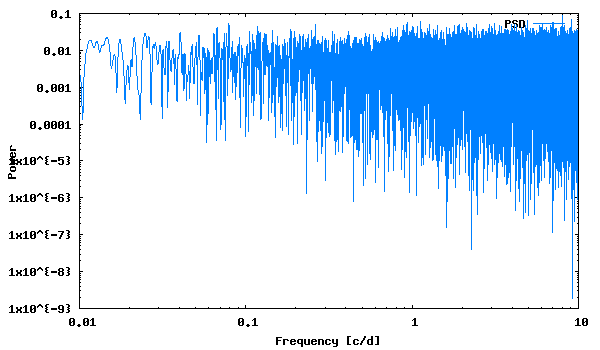 0.1
PSD
0.01
0.001
0.0001
1x10^{-5}
1x10^{-6}
1x10^{-7}
1x10^{-8}
1x10^{-9}
Power
0.01 0.1 1 10
Frequency [c/d]